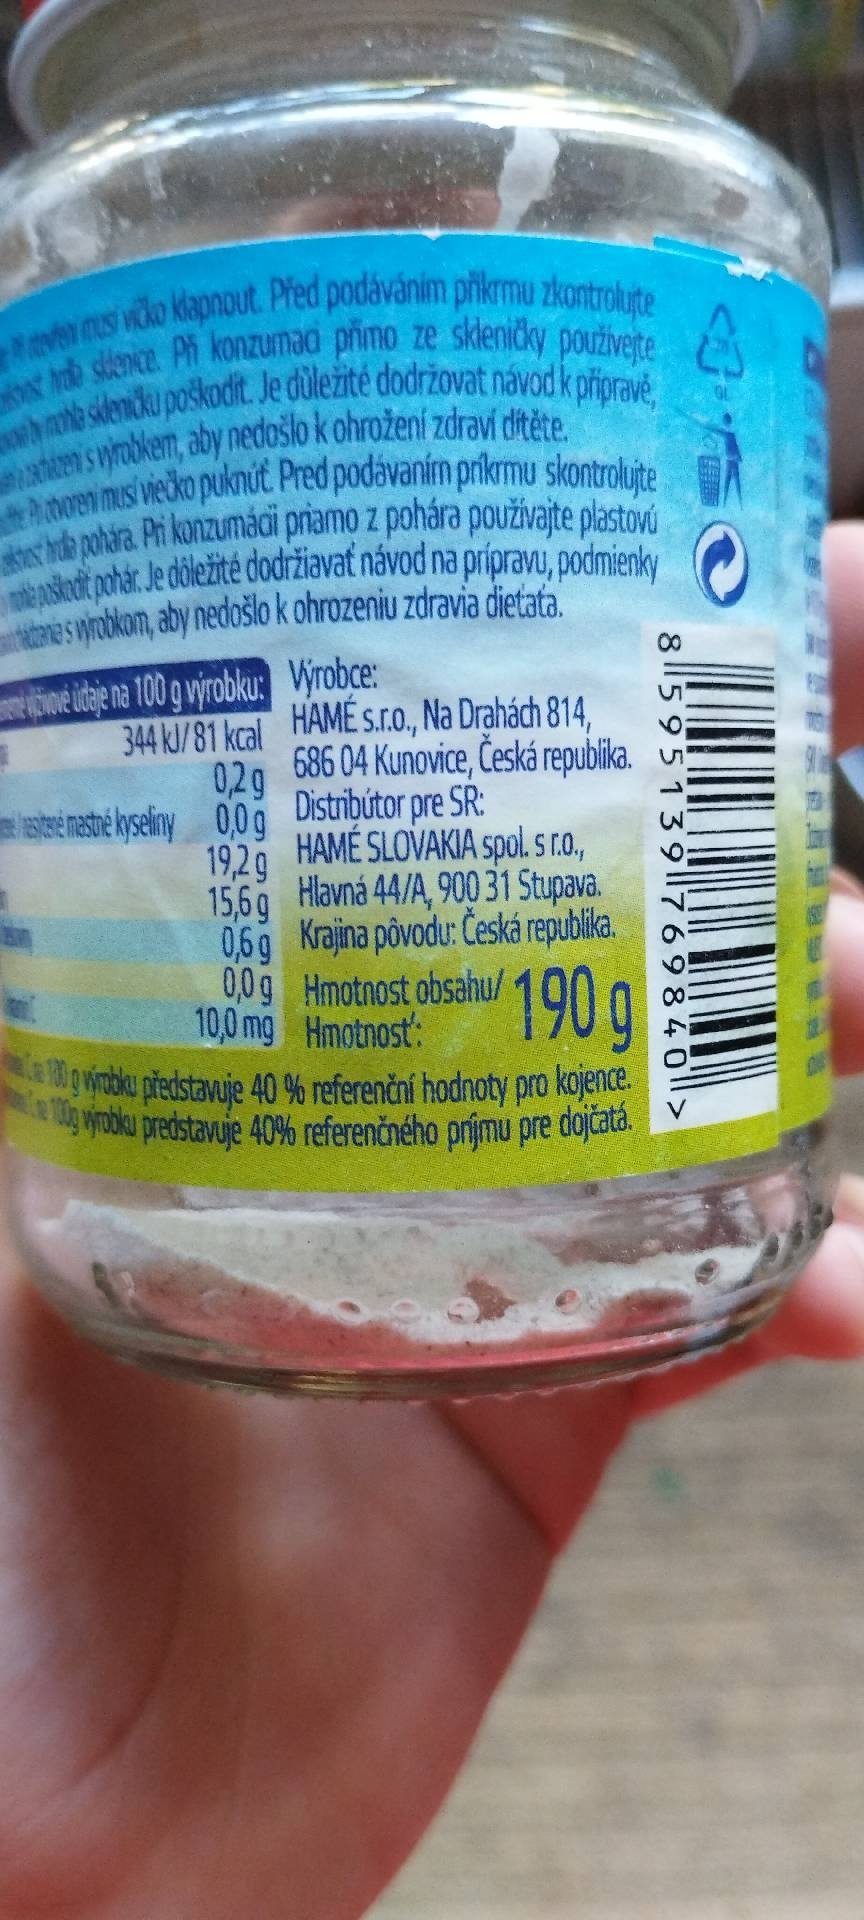 musí víčko klapnout. Před podáváním příkrmu zkontrolujte
hrdla sklenice. Při konzumaci přímo ze skleničky používejte
by mohla skleničku poškodit. Je důležité dodržovat návod k přípravě,
zacházení s výrobkem, aby nedošlo k ohrožení zdraví dítěte.
Pri otvorení musí viečko puknúť. Pred podávaním príkrmu skontrolujte
hrdla pohára. Pri konzumácii priamo z pohára používajte plastovú
mohla poškodiť pohár. Je dôležité dodržiavať návod na prípravu, podmienky
s výrobkom, aby nedošlo k ohrozeniu zdravia dieťaťa.
GL
výživové údaje na 100 g výrobku:
344 kJ/ 81 kcal
0,2 g
nasýtené mastné kyseliny 0,0 g
19,2 g
15,6 g
0,6 g
0,0 g
10,0 mg
Výrobce:
HAMÉ s.r.o., Na Drahách 814,
686 04 Kunovice, Česká republika.
Distribútor pre SR:
HAMÉ SLOVAKIA spol. s r.o.,
Hlavná 44/A, 900 31 Stupava.
Krajina pôvodu: Česká republika.
Hmotnost obsahu/
Hmotnosť: 190 g
na 100 g výrobku představuje 40 % referenční hodnoty pro kojence.
na 100g výrobku predstavuje 40% referenčného príjmu pre dojčatá.
8 595139 769840 >